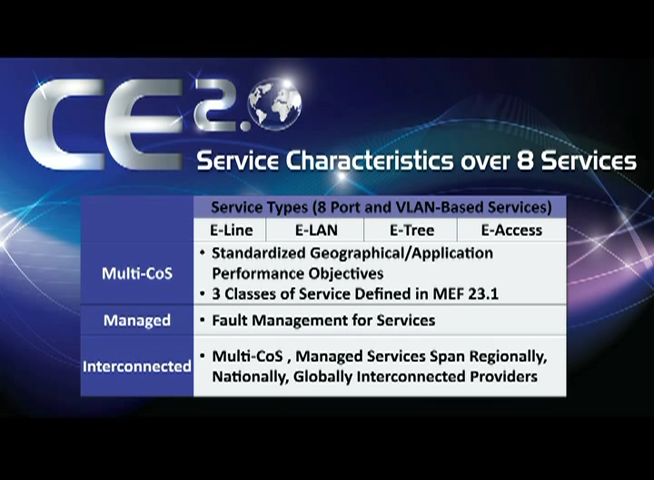 CE 2.0
Service Characteristics over 8 Services
Service Types (8 Port and VLAN-Based Services)
E-Line E-LAN E-Tree E-Access
Multi-CoS
• Standardized Geographical/Application
Performance Objectives
• 3 Classes of Service Defined in MEF 23.1
Managed
• Fault Management for Services
Interconnected
• Multi-CoS , Managed Services Span Regionally,
Nationally, Globally Interconnected Providers